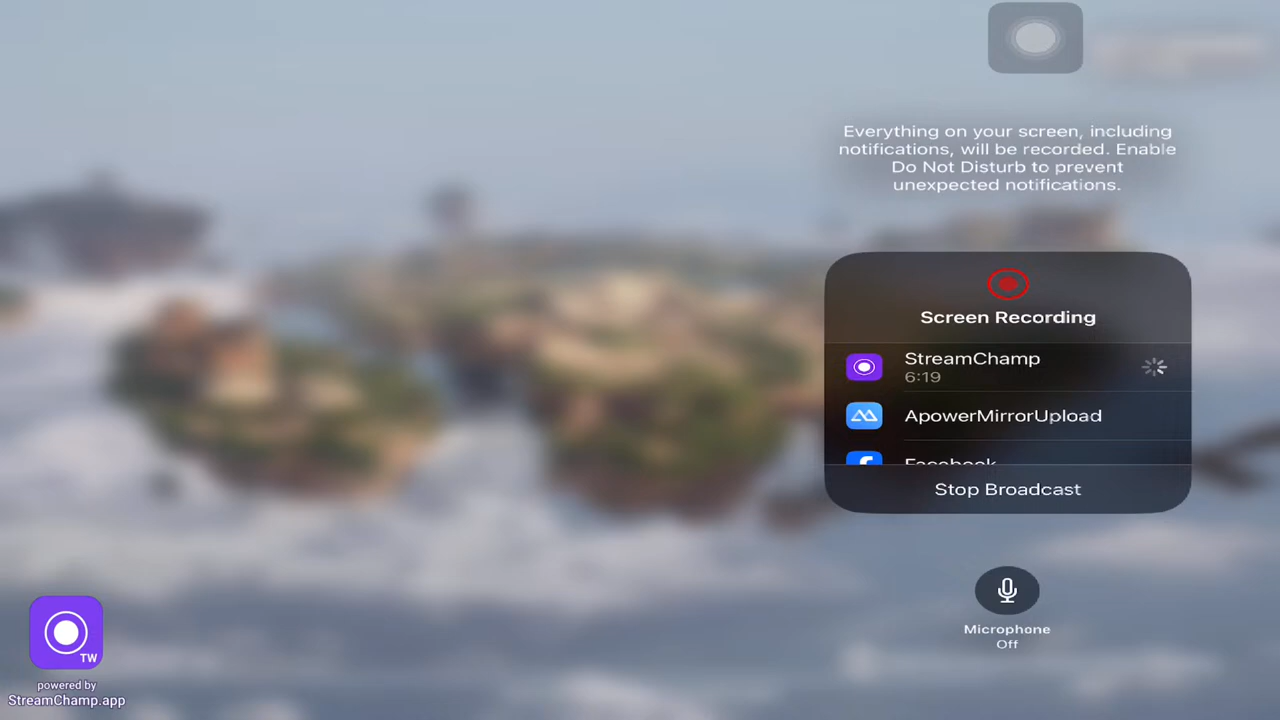 Everything on your screen, including
notifications, will be recorded. Enable
Do Not Disturb to prevent
unexpected notifications.
Screen Recording
StreamChamp
6:19
ApowerMirrorUpload
Facebook
Stop Broadcast
Microphone
Off
TW
powered by
StreamChamp.app